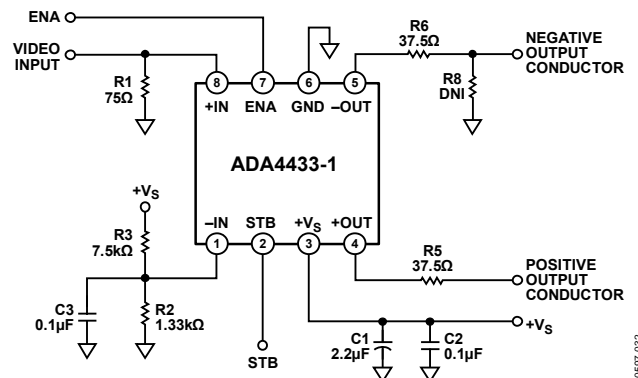 ENA
VIDEO
INPUT
R1
75Ω
8
+IN
7
ENA
6
GND
5
–OUT
R6
37.5Ω
R8
DNI
NEGATIVE
OUTPUT
CONDUCTOR
ADA4433-1
+VS
R3
7.5kΩ
–IN
1
STB
2
+VS
3
+OUT
4
R5
37.5Ω
POSITIVE
OUTPUT
CONDUCTOR
C3
0.1µF
R2
1.33kΩ
STB
C1
2.2µF
C2
0.1µF
+VS